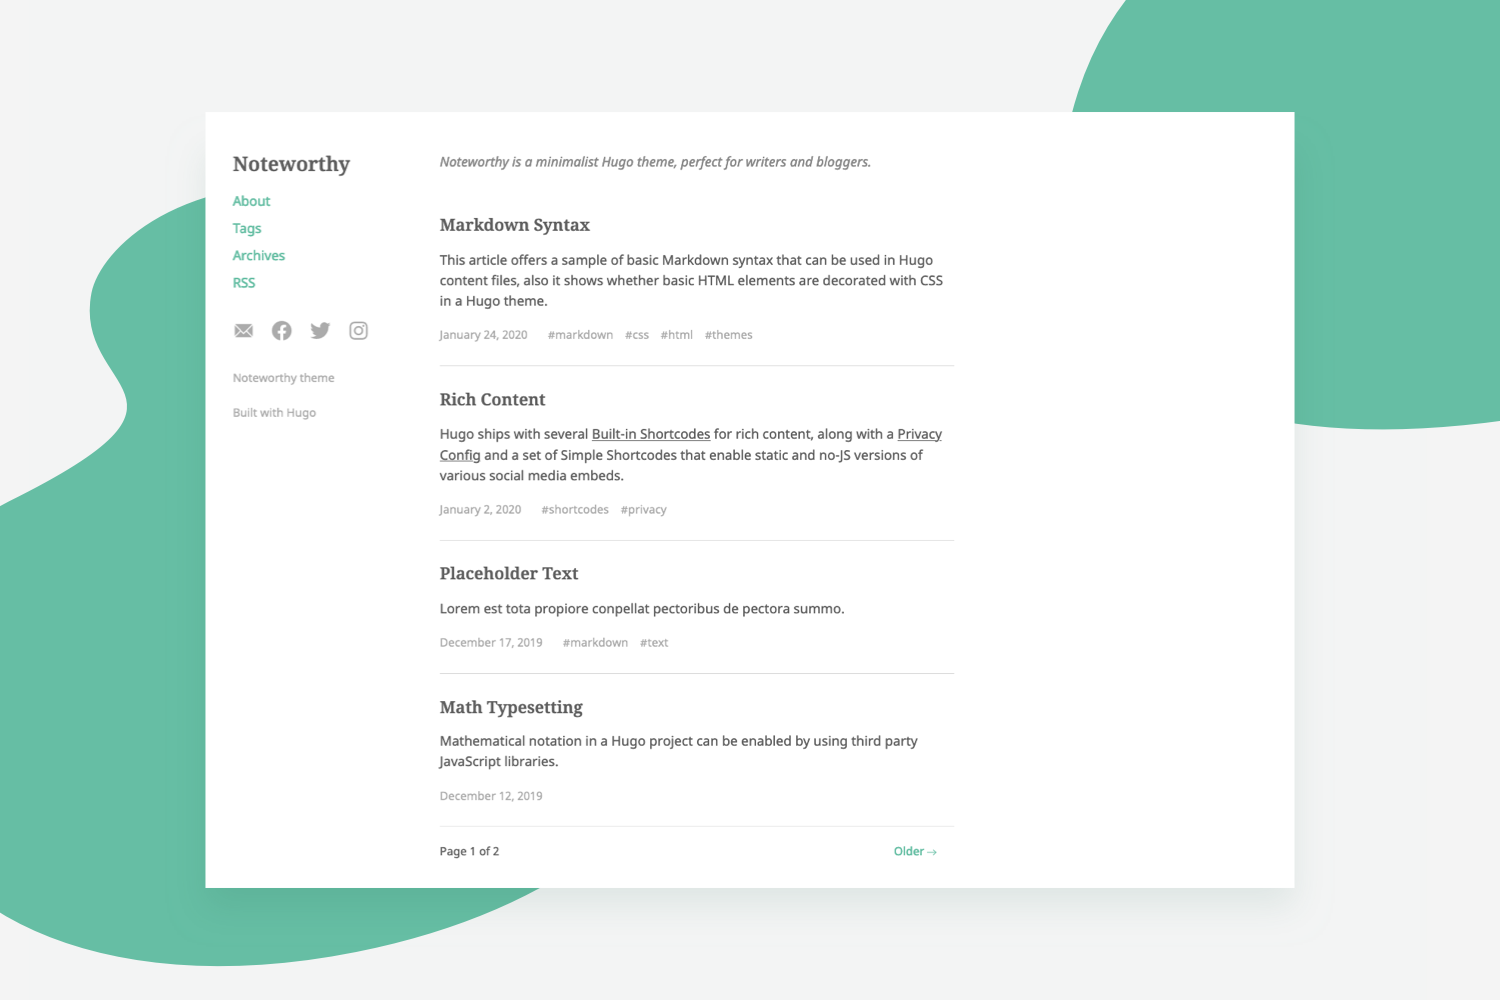 Noteworthy
About
Tags
Archives
RSS
Noteworthy theme
Built with Hugo
Noteworthy is a minimalist Hugo theme, perfect for writers and bloggers.
Markdown Syntax
This article offers a sample of basic Markdown syntax that can be used in Hugo
content files, also it shows whether basic HTML elements are decorated with CSS
in a Hugo theme.
January 24, 2020 #markdown #css #html #themes
Rich Content
Hugo ships with several Built-in Shortcodes for rich content, along with a Privacy
Config and a set of Simple Shortcodes that enable static and no-JS versions of
various social media embeds.
January 2, 2020 #shortcodes #privacy
Placeholder Text
Lorem est tota propiore conpellat pectoribus de pectora summo.
December 17, 2019 #markdown #text
Math Typesetting
Mathematical notation in a Hugo project can be enabled by using third party
JavaScript libraries.
December 12, 2019
Page 1 of 2 Older →